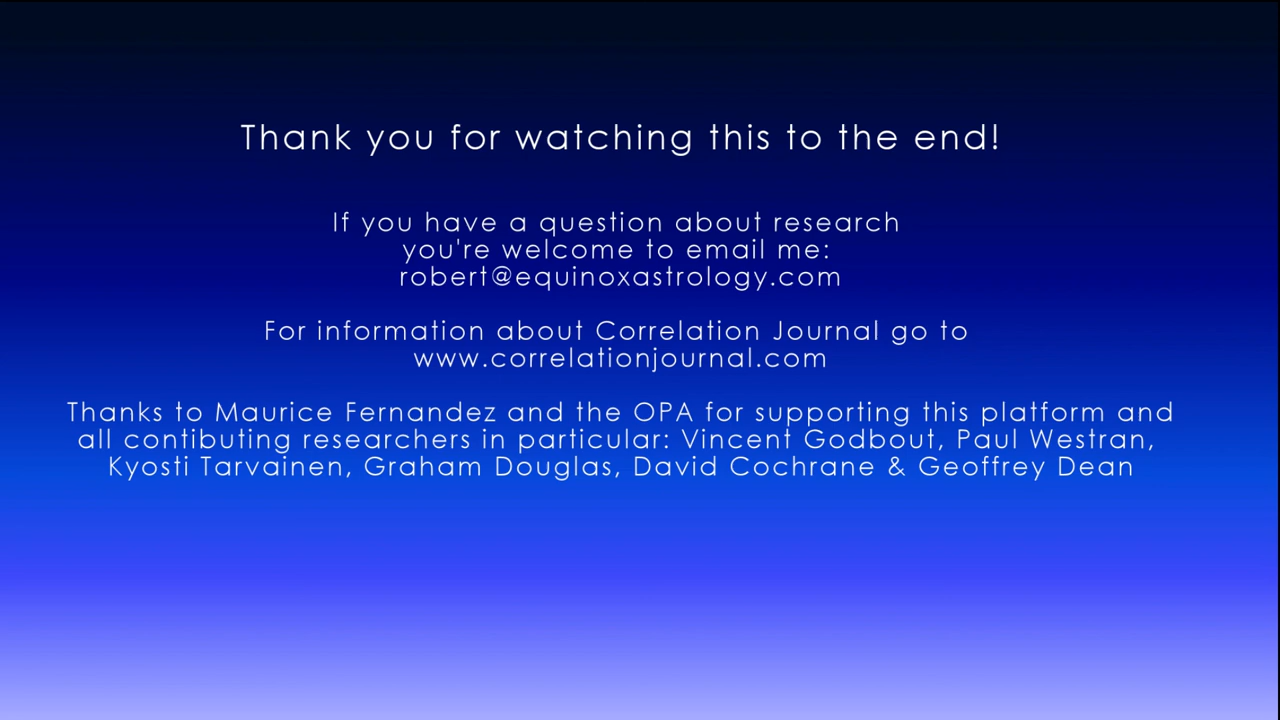 Thank you for watching this to the end!
If you have a question about research
you're welcome to email me:
robert@equinoxastrology.com
For information about Correlation Journal go to
www.correlationjournal.com
Thanks to Maurice Fernandez and the OPA for supporting this platform and
all contibuting researchers in particular: Vincent Godbout, Paul Westran,
Kyosti Tarvainen, Graham Douglas, David Cochrane & Geoffrey Dean